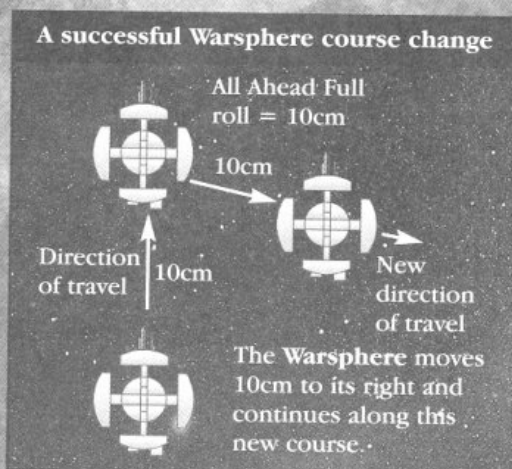 A successful Warsphere course change
All Ahead Full
roll = 10cm
10cm
Direction
of travel
10cm
New
direction
of travel
The Warsphere moves
10cm to its right and
continues along this
new course.